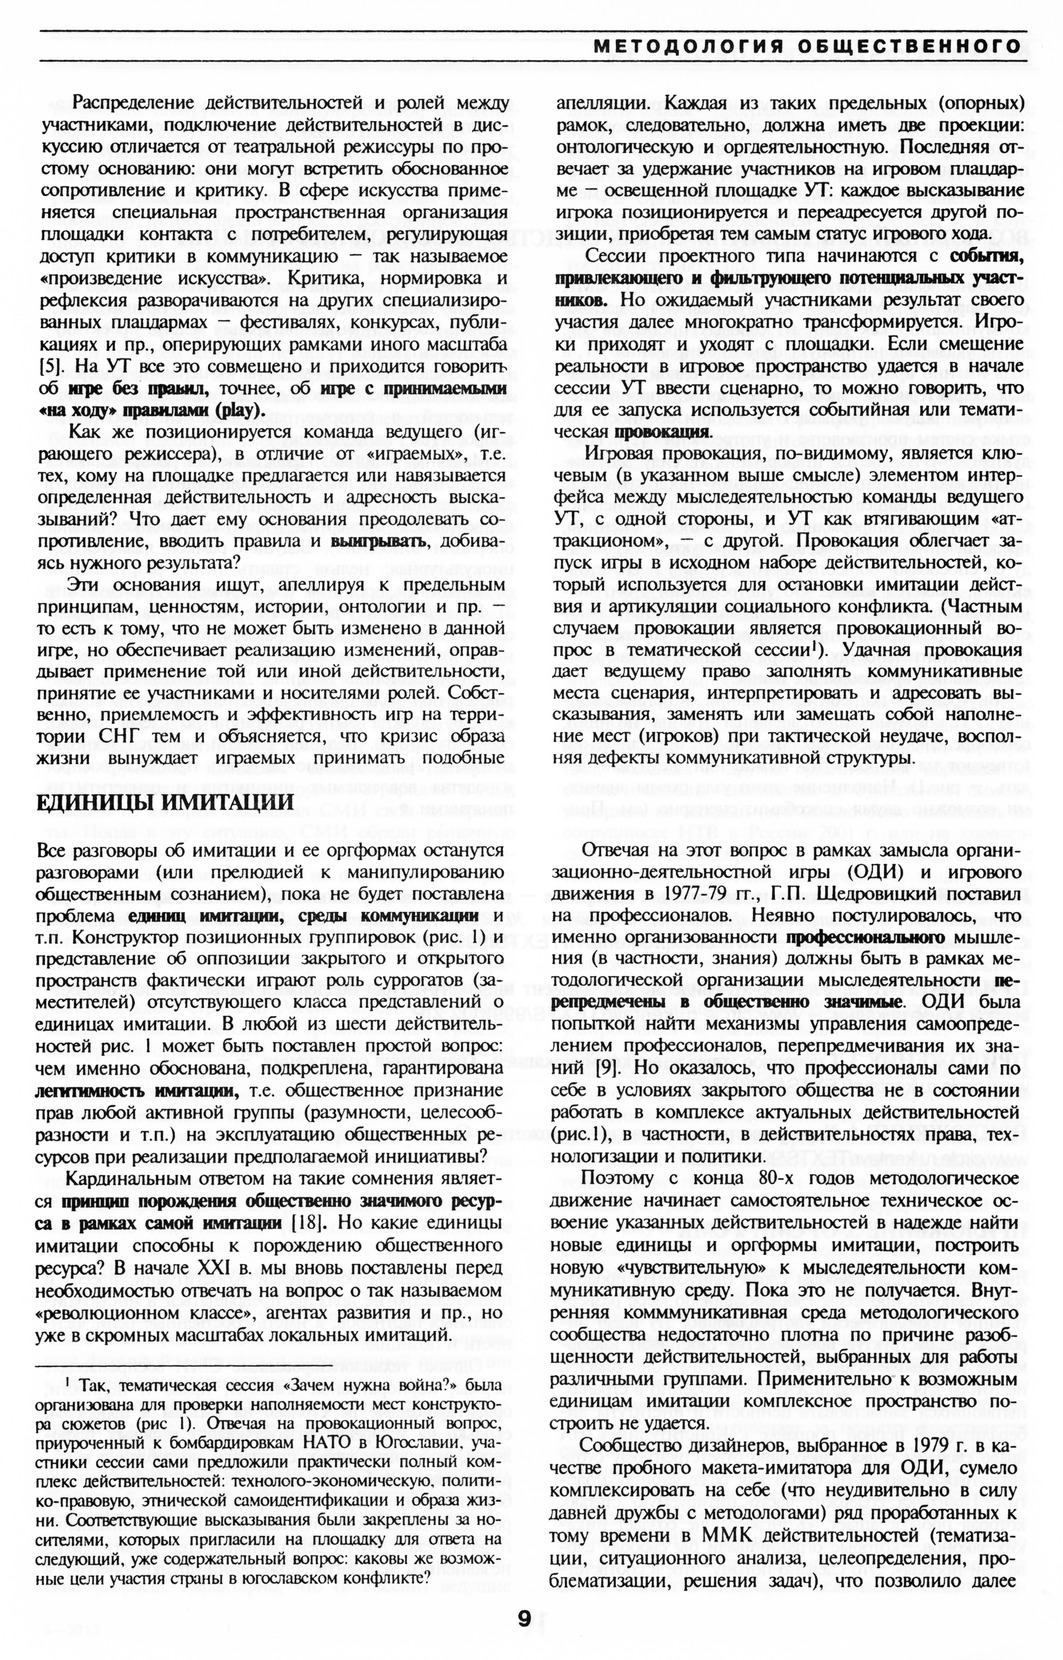 МЕТОДОЛОГИЯ ОБЩЕСТВЕННОГО
Распределение действительностей и ролей между
участниками, подключение действительностей в дис-
куссию отличается от театральной режиссуры по про-
стому основанию: они могут встретить обоснованное
сопротивление и критику. В сфере искусства приме-
няется специальная пространственная организация
площадки контакта с потребителем, регулирующая
доступ критики в коммуникацию — так называемое
«произведение искусства». Критика, нормировка и
рефлексия разворачиваются на других специализиро-
ванных плацдармах — фестивалях, конкурсах, публи-
кациях и пр., оперирующих рамками иного масштаба
[5]. На УТ все это совмещено и приходится говорить
об игре без правил, точнее, об игре с принимаемыми
«на ходу» правилами (play).
Как же позиционируется команда ведущего (иг-
рающего режиссера), в отличие от «играемых», т.е.
тех, кому на площадке предлагается или навязывается
определенная действительность и адресность выска-
зываний? Что дает ему основания преодолевать со-
противление, вводить правила и выигрывать, добива-
ясь нужного результата?
Эти основания ищут, апеллируя к предельным
принципам, ценностям, истории, онтологии и пр. —
то есть к тому, что не может быть изменено в данной
игре, но обеспечивает реализацию изменений, оправ-
дывает применение той или иной действительности,
принятие ее участниками и носителями ролей. Собст-
венно, приемлемость и эффективность игр на терри-
тории СНГ тем и объясняется, что кризис образа
жизни вынуждает играемых принимать подобные
апелляции. Каждая из таких предельных (опорных)
рамок, следовательно, должна иметь две проекции:
онтологическую и оргдеятельностную. Последняя от-
вечает за удержание участников на игровом плацдар-
ме — освещенной площадке УТ: каждое высказывание
игрока позиционируется и переадресуется другой по-
зиции, приобретая тем самым статус игрового хода.
Сессии проектного типа начинаются с события,
привлекающего и фильтрующего потенциальных участ-
ников. Но ожидаемый участниками результат своего
участия далее многократно трансформируется. Игро-
ки приходят и уходят с площадки. Если смещение
реальности в игровое пространство удается в начале
сессии УТ ввести сценарно, то можно говорить, что
для ее запуска используется событийная или темати-
ческая провокация.
Игровая провокация, по-видимому, является клю-
чевым (в указанном выше смысле) элементом интер-
фейса между мыследеятельностью команды ведущего
УТ, с одной стороны, и УТ как втягивающим «ат-
тракционом», — с другой. Провокация облегчает за-
пуск игры в исходном наборе действительностей, ко-
торый используется для остановки имитации дейст-
вия и артикуляции социального конфликта. (Частным
случаем провокации является провокационный во-
прос в тематической сессии¹). Удачная провокация
дает ведущему право заполнять коммуникативные
места сценария, интерпретировать и адресовать вы-
сказывания, заменять или замещать собой наполне-
ние мест (игроков) при тактической неудаче, воспол-
няя дефекты коммуникативной структуры.
ЕДИНИЦЫ ИМИТАЦИИ
Все разговоры об имитации и ее оргформах останутся
разговорами (или прелюдией к манипулированию
общественным сознанием), пока не будет поставлена
проблема единиц имитации, среды коммуникации и
т.п. Конструктор позиционных группировок (рис. 1) и
представление об оппозиции закрытого и открытого
пространств фактически играют роль суррогатов (за-
местителей) отсутствующего класса представлений о
единицах имитации. В любой из шести действитель-
ностей рис. 1 может быть поставлен простой вопрос:
чем именно обоснована, подкреплена, гарантирована
легитимность имитации, т.е. общественное признание
прав любой активной группы (разумности, целесооб-
разности и т.п.) на эксплуатацию общественных ре-
сурсов при реализации предполагаемой инициативы?
Кардинальным ответом на такие сомнения являет-
ся принцип порождения общественно значимого ресур-
са в рамках самой имитации [18]. Но какие единицы
имитации способны к порождению общественного
ресурса? В начале XXI в. мы вновь поставлены перед
необходимостью отвечать на вопрос о так называемом
«революционном классе», агентах развития и пр., но
уже в скромных масштабах локальных имитаций.
¹ Так, тематическая сессия «Зачем нужна война?» была
организована для проверки наполняемости мест конструкто-
ра сюжетов (рис 1). Отвечая на провокационный вопрос,
приуроченный к бомбардировкам НАТО в Югославии, уча-
стники сессии сами предложили практически полный ком-
плекс действительностей: технолого-экономическую, полити-
ко-правовую, этнической самоидентификации и образа жиз-
ни. Соответствующие высказывания были закреплены за но-
сителями, которых пригласили на площадку для ответа на
следующий, уже содержательный вопрос: каковы же возмож-
ные цели участия страны в югославском конфликте?
Отвечая на этот вопрос в рамках замысла органи-
зационно-деятельностной игры (ОДИ) и игрового
движения в 1977-79 гг., Г.П. Щедровицкий поставил
на профессионалов. Неявно постулировалось, что
именно организованности профессионального мышле-
ния (в частности, знания) должны быть в рамках ме-
тодологической организации мыследеятельности пе-
репредмечены в общественно значимые. ОДИ была
попыткой найти механизмы управления самоопреде-
лением профессионалов, перепредмечивания их зна-
ний [9]. Но оказалось, что профессионалы сами по
себе в условиях закрытого общества не в состоянии
работать в комплексе актуальных действительностей
(рис.1), в частности, в действительностях права, тех-
нологизации и политики.
Поэтому с конца 80-х годов методологическое
движение начинает самостоятельное техническое ос-
воение указанных действительностей в надежде найти
новые единицы и оргформы имитации, построить
новую «чувствительную» к мыследеятельности ком-
муникативную среду. Пока это не получается. Внут-
ренняя комммуникативная среда методологического
сообщества недостаточно плотна по причине разоб-
щенности действительностей, выбранных для работы
различными группами. Применительно к возможным
единицам имитации комплексное пространство по-
строить не удается.
Сообщество дизайнеров, выбранное в 1979 г. в ка-
честве пробного макета-имитатора для ОДИ, сумело
комплексировать на себе (что неудивительно в силу
давней дружбы с методологами) ряд проработанных к
тому времени в ММК действительностей (тематиза-
ции, ситуационного анализа, целеопределения, про-
блематизации, решения задач), что позволило далее
9